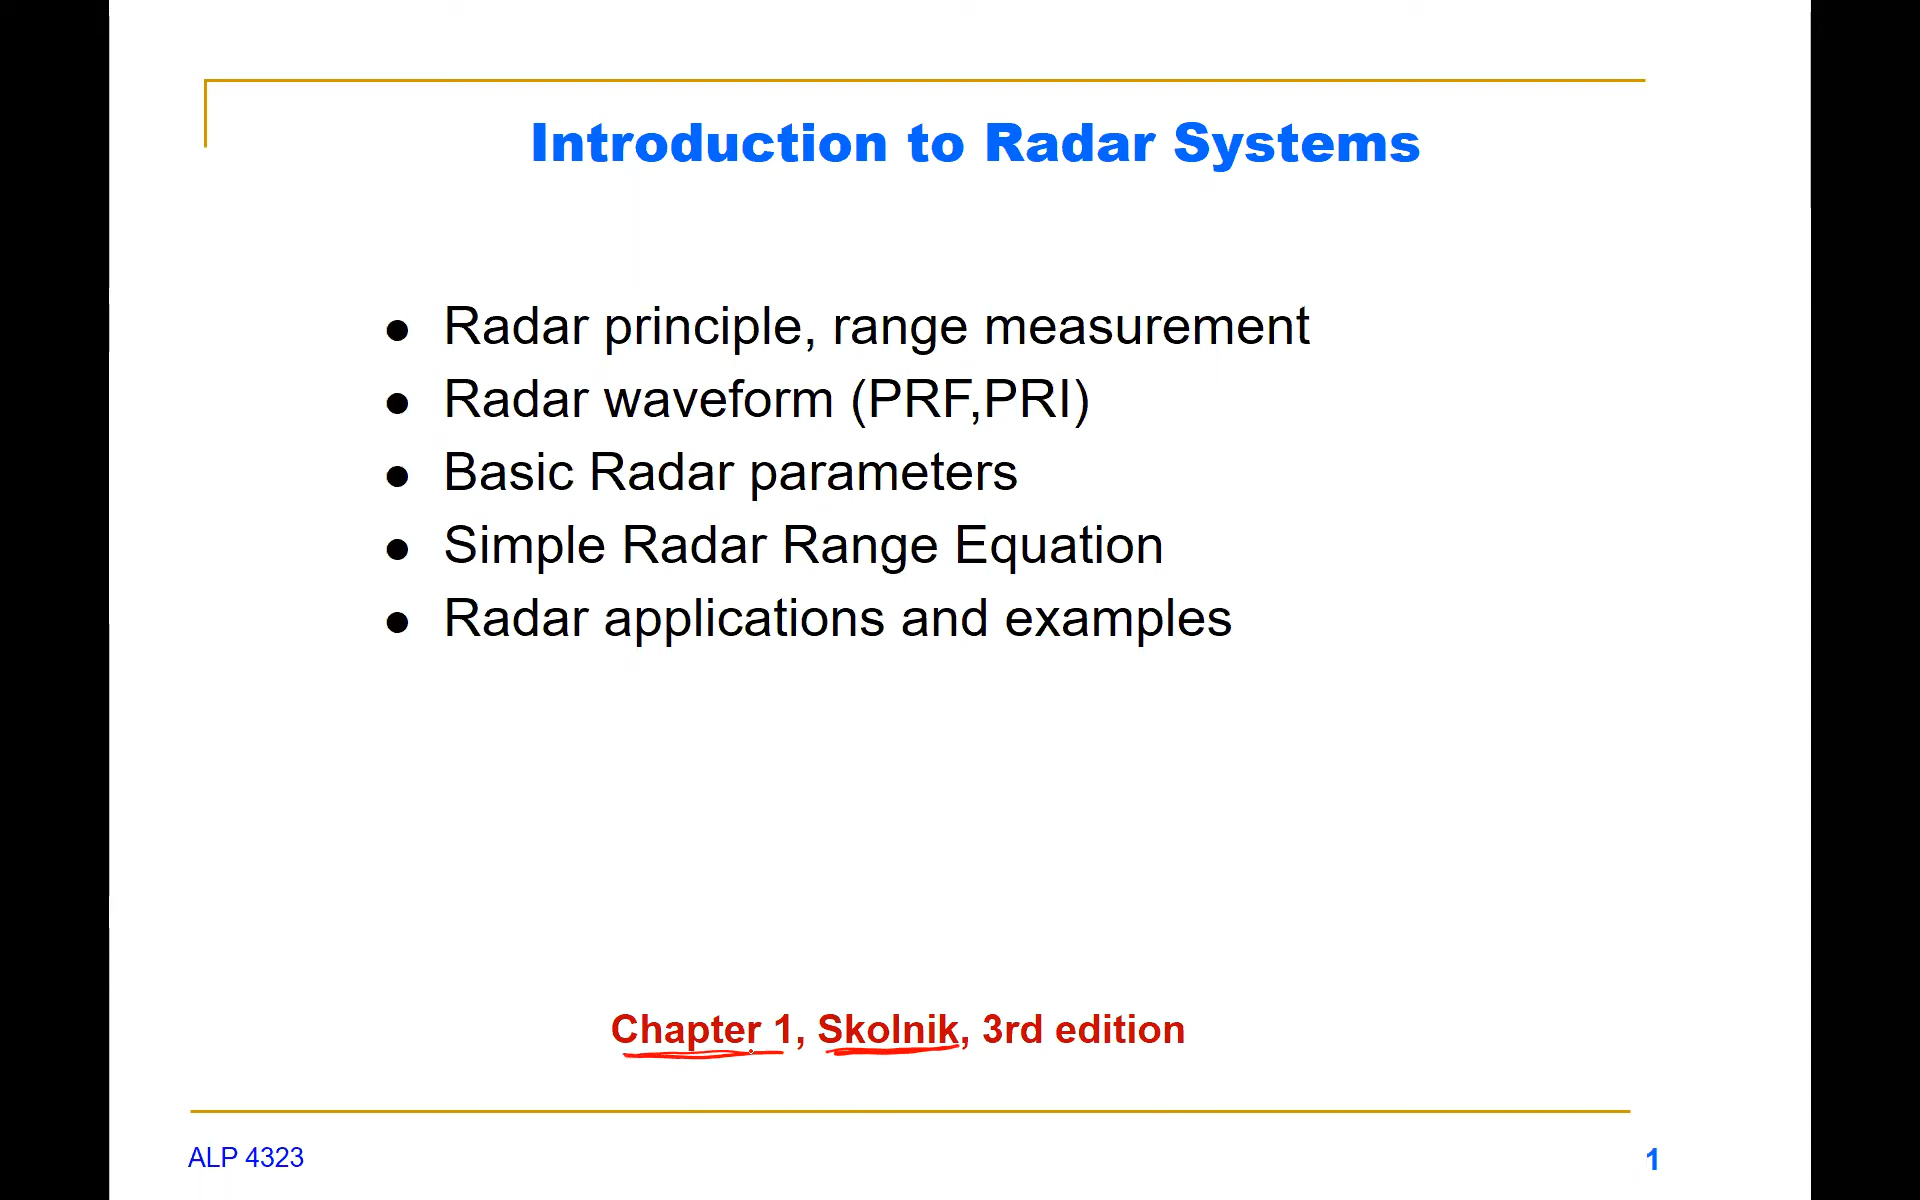 Introduction to Radar Systems
● Radar principle, range measurement
● Radar waveform (PRF,PRI)
● Basic Radar parameters
● Simple Radar Range Equation
● Radar applications and examples
Chapter 1, Skolnik, 3rd edition
ALP 4323
1